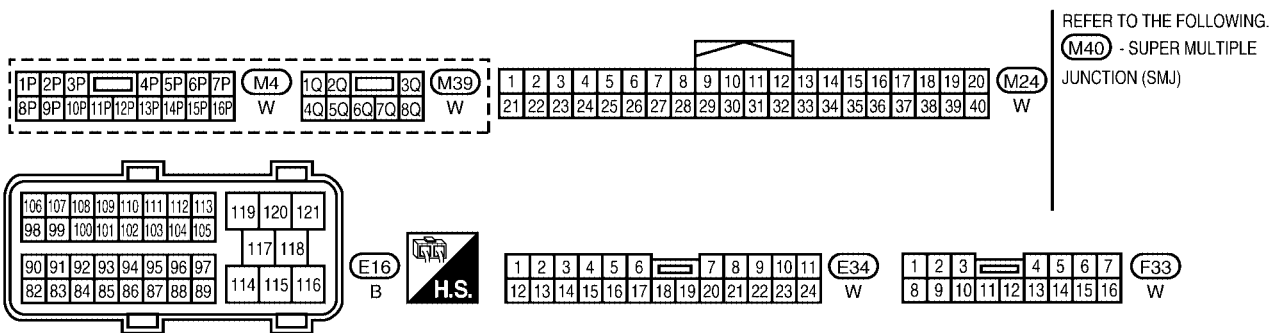 REFER TO THE FOLLOWING.
M40 - SUPER MULTIPLE
JUNCTION (SMJ)
1P 2P 3P 4P 5P 6P 7P M4
8P 9P 10P 11P 12P 13P 14P 15P 16P W
1Q 2Q 3Q M39
4Q 5Q 6Q 7Q 8Q W
1 2 3 4 5 6 7 8 9 10 11 12 13 14 15 16 17 18 19 20 M24
21 22 23 24 25 26 27 28 29 30 31 32 33 34 35 36 37 38 39 40 W
106 107 108 109 110 111 112 113
98 99 100 101 102 103 104 105
119 120 121
117 118
90 91 92 93 94 95 96 97
82 83 84 85 86 87 88 89
114 115 116
E16
B
H.S.
1 2 3 4 5 6 7 8 9 10 11 E34
12 13 14 15 16 17 18 19 20 21 22 23 24 W
1 2 3 4 5 6 7 F33
8 9 10 11 12 13 14 15 16 W